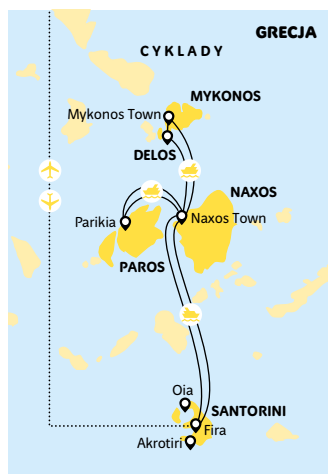 GRECJA
CYKLADY
MYKONOS
Mykonos Town
DELOS
NAXOS
Parikia
Naxos Town
PAROS
Oia
SANTORINI
Fira
Akrotiri